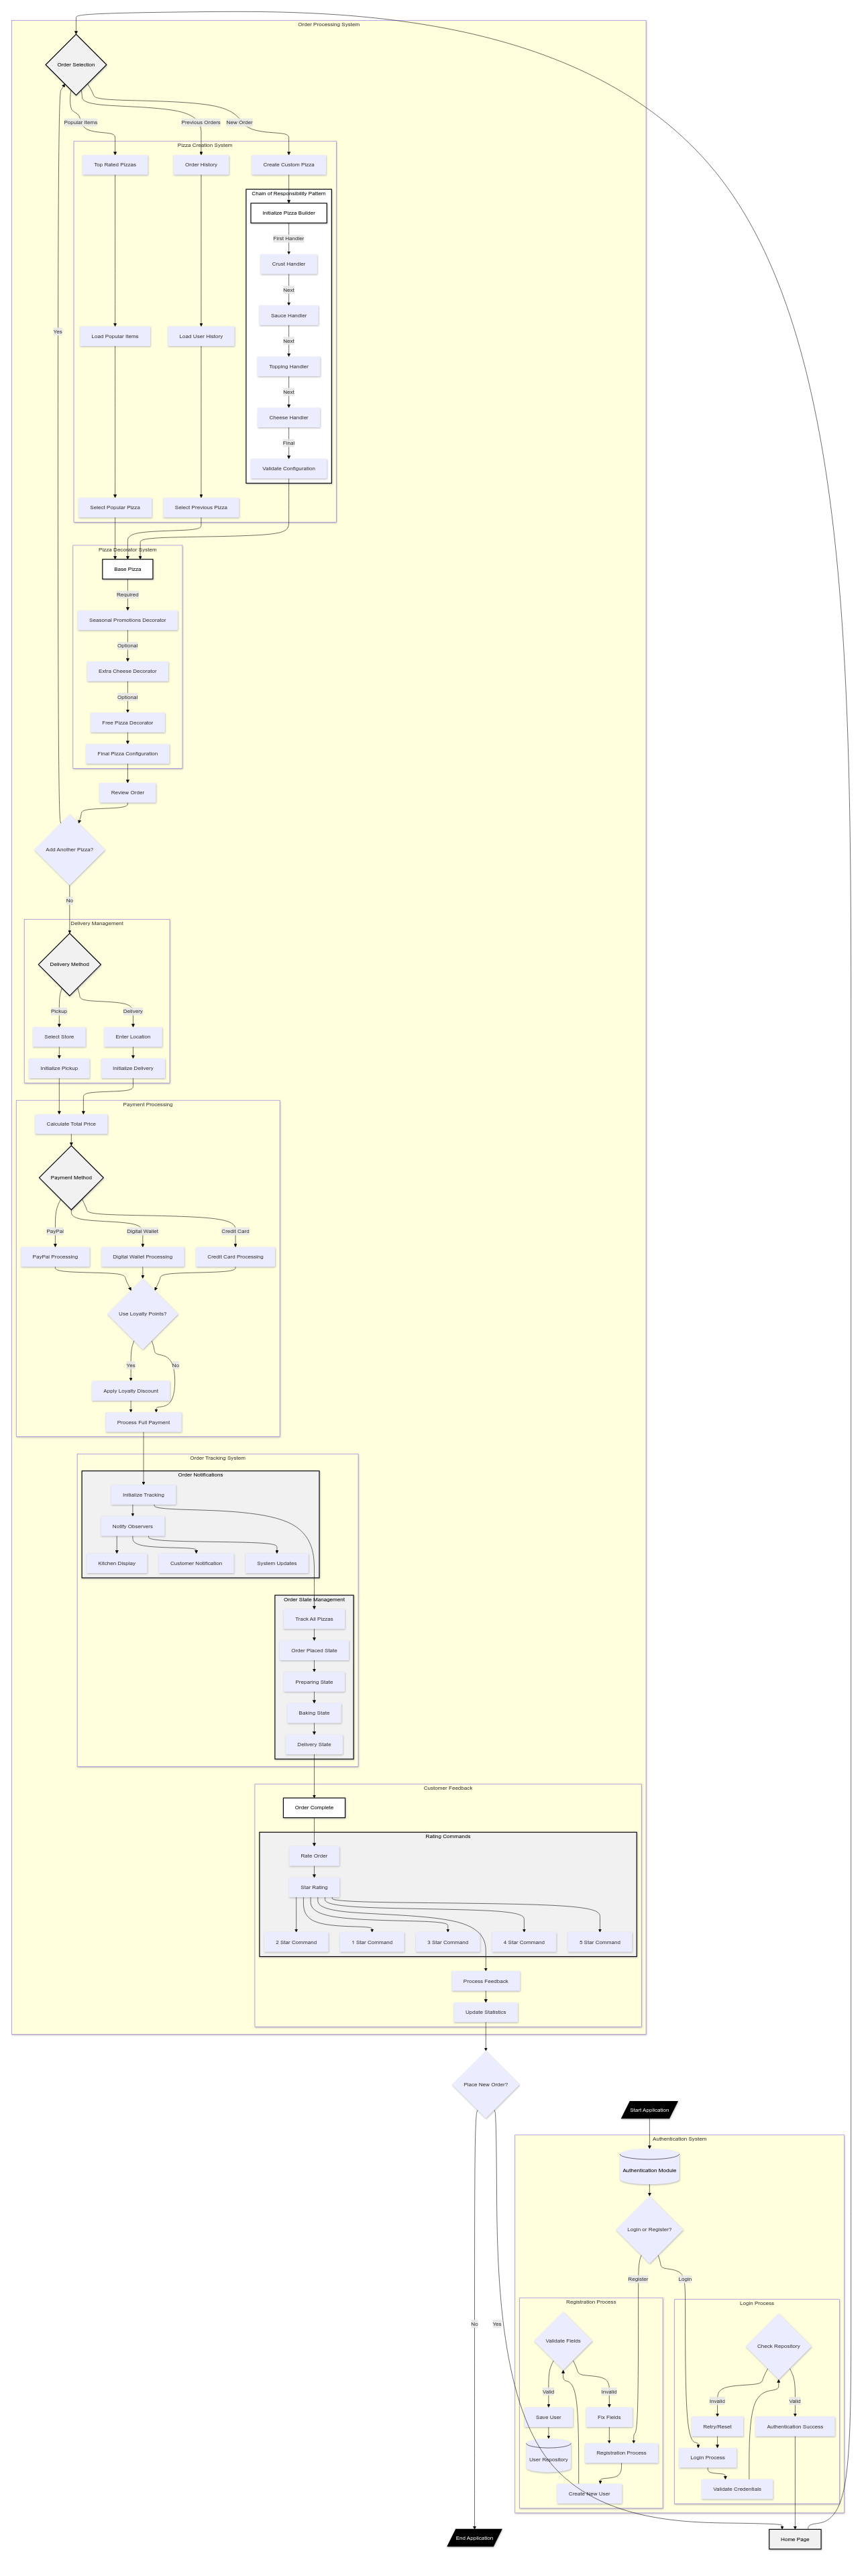 Order Processing System
Order Selection
Popular Items
Previous Orders
New Order
Pizza Creation System
Top Rated Pizzas
Order History
Create Custom Pizza
Chain of Responsibility Pattern
Initialize Pizza Builder
First Handler
Crust Handler
Next
Sauce Handler
Yes
Load Popular Items
Load User History
Next
Topping Handler
Next
Cheese Handler
Final
Validate Configuration
Select Popular Pizza
Select Previous Pizza
Pizza Decorator System
Base Pizza
Required
Seasonal Promotions Decorator
Optional
Extra Cheese Decorator
Optional
Free Pizza Decorator
Final Pizza Configuration
Review Order
Add Another Pizza?
No
Delivery Management
Delivery Method
Pickup
Delivery
Select Store
Enter Location
Initialize Pickup
Initialize Delivery
Payment Processing
Calculate Total Price
Payment Method
PayPal
Digital Wallet
Credit Card
PayPal Processing
Digital Wallet Processing
Credit Card Processing
Use Loyalty Points?
Yes
No
Apply Loyalty Discount
Process Full Payment
Order Tracking System
Order Notifications
Initialize Tracking
Notify Observers
Kitchen Display
Customer Notification
System Updates
Order State Management
Track All Pizzas
Order Placed State
Preparing State
Baking State
Delivery State
Customer Feedback
Order Complete
Rating Commands
Rate Order
Star Rating
2 Star Command
1 Star Command
3 Star Command
4 Star Command
5 Star Command
Process Feedback
Update Statistics
Place New Order?
Start Application
Authentication System
Authentication Module
Login or Register?
Register
Login
Registration Process
Login Process
Validate Fields
Check Repository
No
Yes
Valid
Invalid
Invalid
Valid
Save User
Fix Fields
Retry/Reset
Authentication Success
User Repository
Registration Process
Login Process
Create New User
Validate Credentials
End Application
Home Page